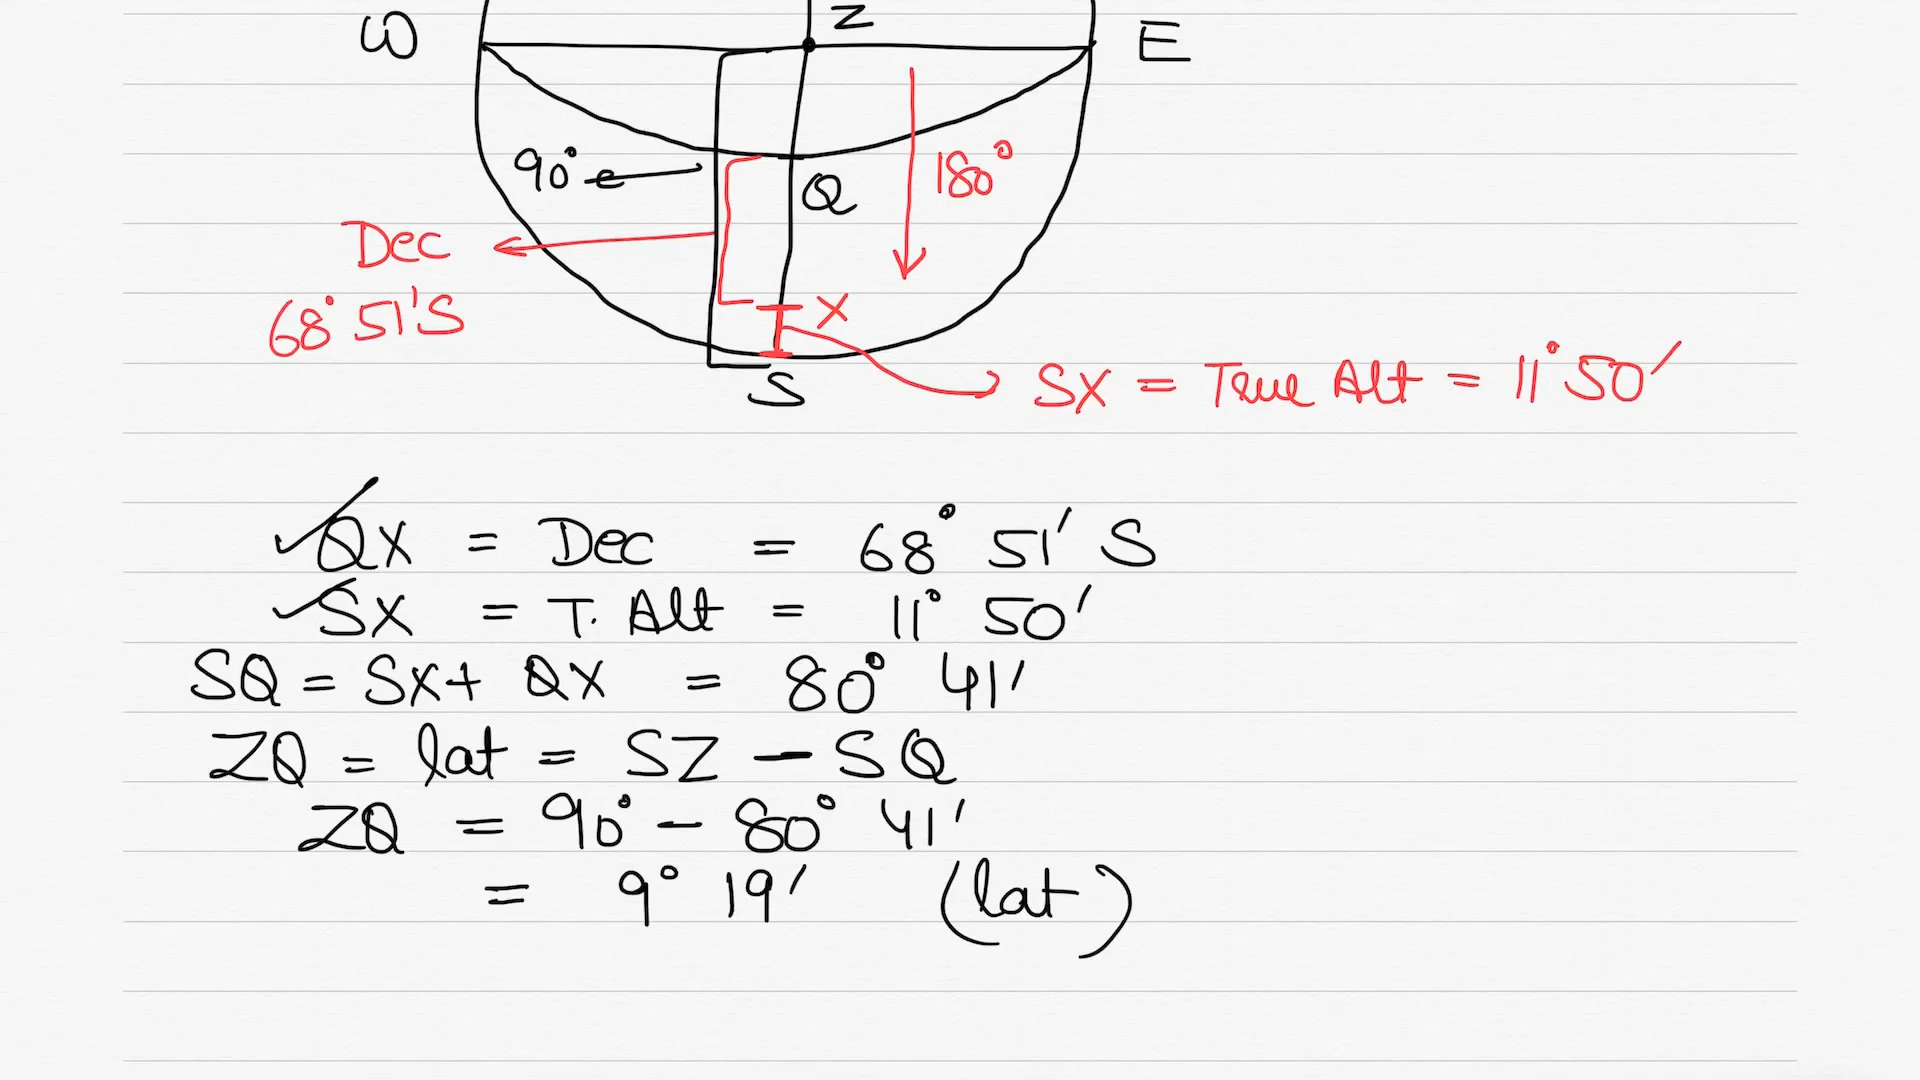 Z
W E
90° Q 180°
Dec
68° 51' S X
S SX = True Alt = 11° 50'
QX = Dec = 68° 51' S
SX = T. Alt = 11° 50'
SQ = SX + QX = 80° 41'
ZQ = lat = SZ - SQ
ZQ = 90° - 80° 41'
= 9° 19' (lat)